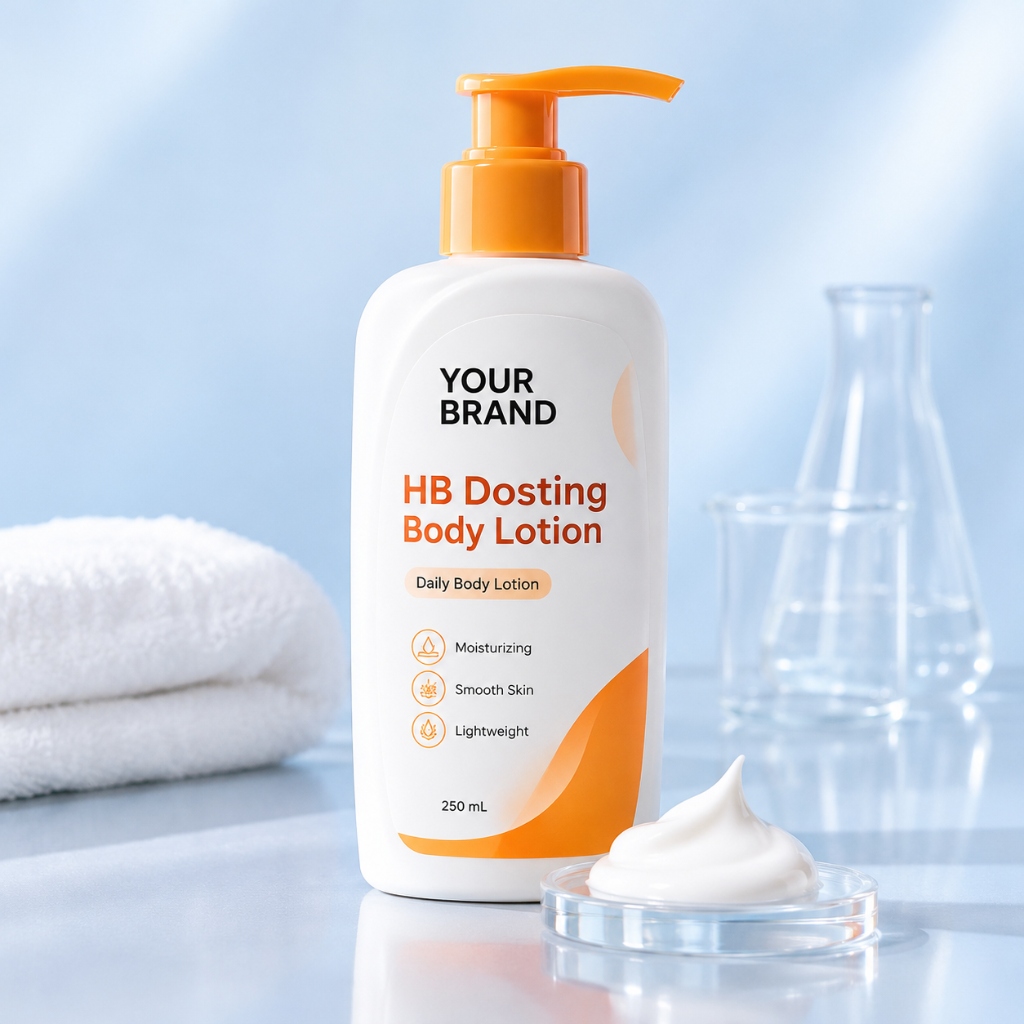 YOUR
BRAND
HB Dosting
Body Lotion
Daily Body Lotion
Moisturizing
Smooth Skin
Lightweight
250 mL